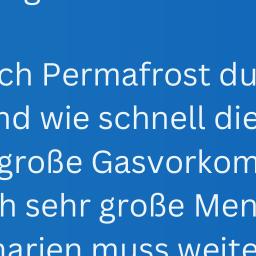 ch Permafrost du
nd wie schnell die
große Gasvorkom
h sehr große Men
narien muss weite